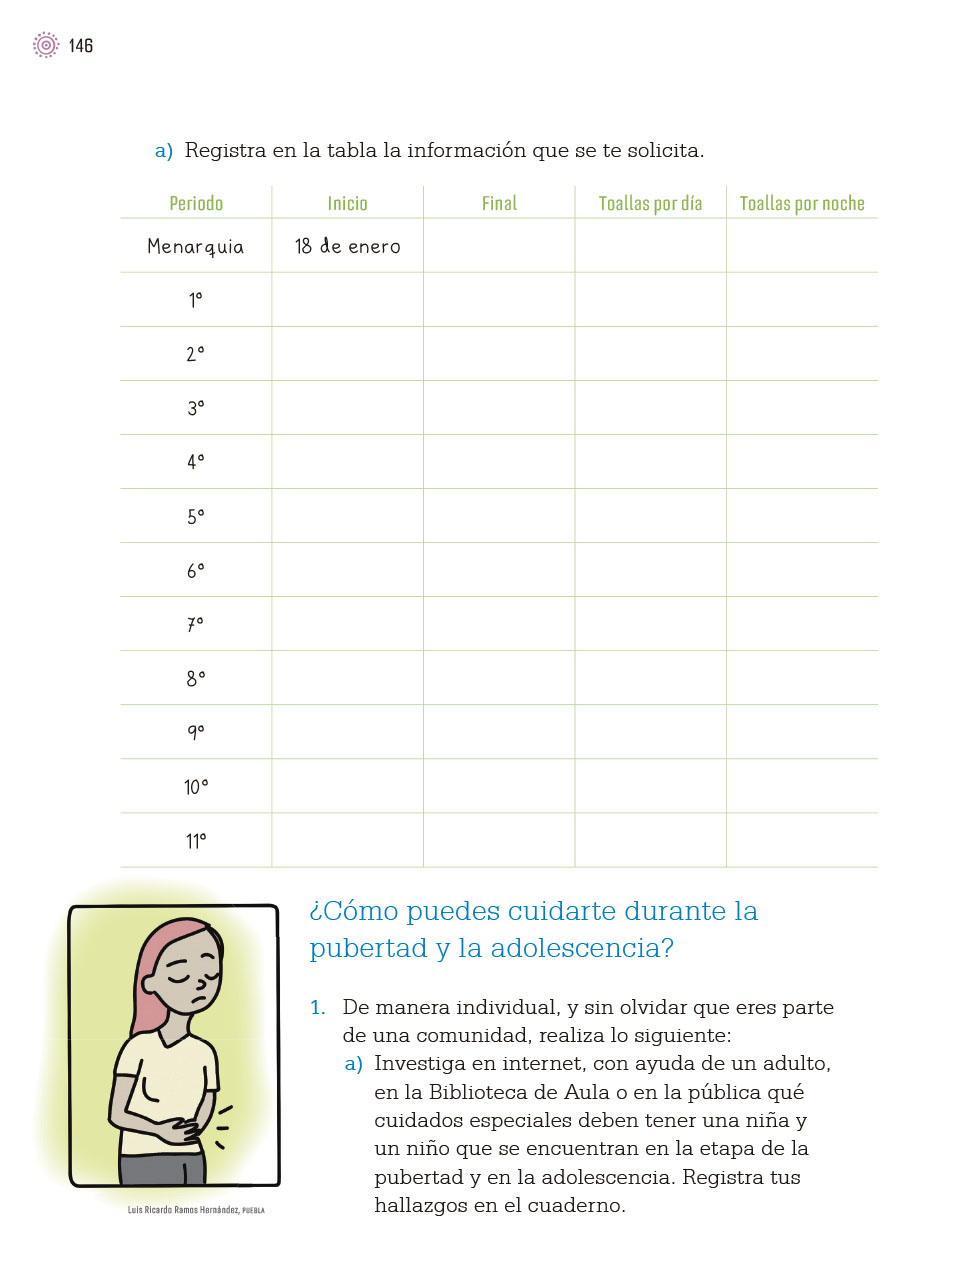 146
a) Registra en la tabla la información que se te solicita.
Periodo Inicio Final Toallas por día Toallas por noche
Menarquia 18 de enero
1°
2°
3°
4°
5°
6°
7°
8°
9°
10°
11°
¿Cómo puedes cuidarte durante la
pubertad y la adolescencia?
1. De manera individual, y sin olvidar que eres parte
de una comunidad, realiza lo siguiente:
a) Investiga en internet, con ayuda de un adulto,
en la Biblioteca de Aula o en la pública qué
cuidados especiales deben tener una niña y
un niño que se encuentran en la etapa de la
pubertad y en la adolescencia. Registra tus
hallazgos en el cuaderno.
Luis Ricardo Ramos Hernández, PUEBLA